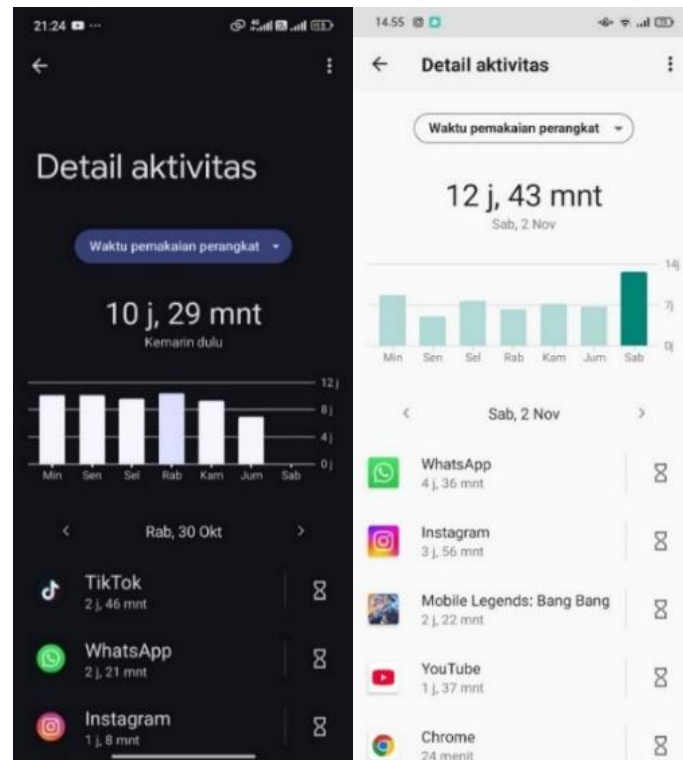 21:24
Detail aktivitas
Waktu pemakaian perangkat
10 j, 29 mnt
Kemarin dulu
12 j
8 j
4 j
0 j
Min Sen Sel Rab Kam Jum Sab
Rab, 30 Okt
TikTok
2 j, 46 mnt
WhatsApp
2 j, 21 mnt
Instagram
1 j, 8 mnt
14.55
Detail aktivitas
Waktu pemakaian perangkat
12 j, 43 mnt
Sab, 2 Nov
14j
7j
0j
Min Sen Sel Rab Kam Jum Sab
Sab, 2 Nov
WhatsApp
4 j, 36 mnt
Instagram
3 j, 56 mnt
Mobile Legends: Bang Bang
2 j, 22 mnt
YouTube
1 j, 37 mnt
Chrome
24 menit